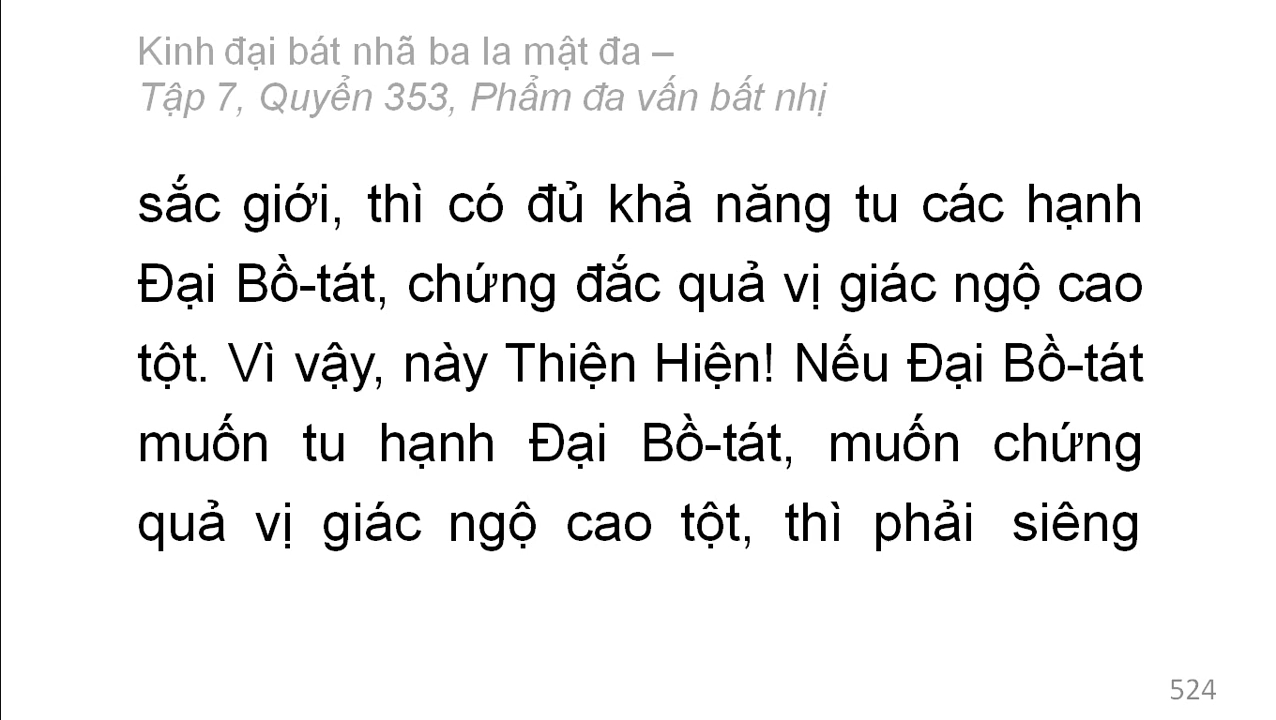 Kinh đại bát nhã ba la mật đa –
Tập 7, Quyển 353, Phẩm đa vấn bất nhị
sắc giới, thì có đủ khả năng tu các hạnh
Đại Bồ-tát, chứng đắc quả vị giác ngộ cao
tột. Vì vậy, này Thiện Hiện! Nếu Đại Bồ-tát
muốn tu hạnh Đại Bồ-tát, muốn chứng
quả vị giác ngộ cao tột, thì phải siêng
524